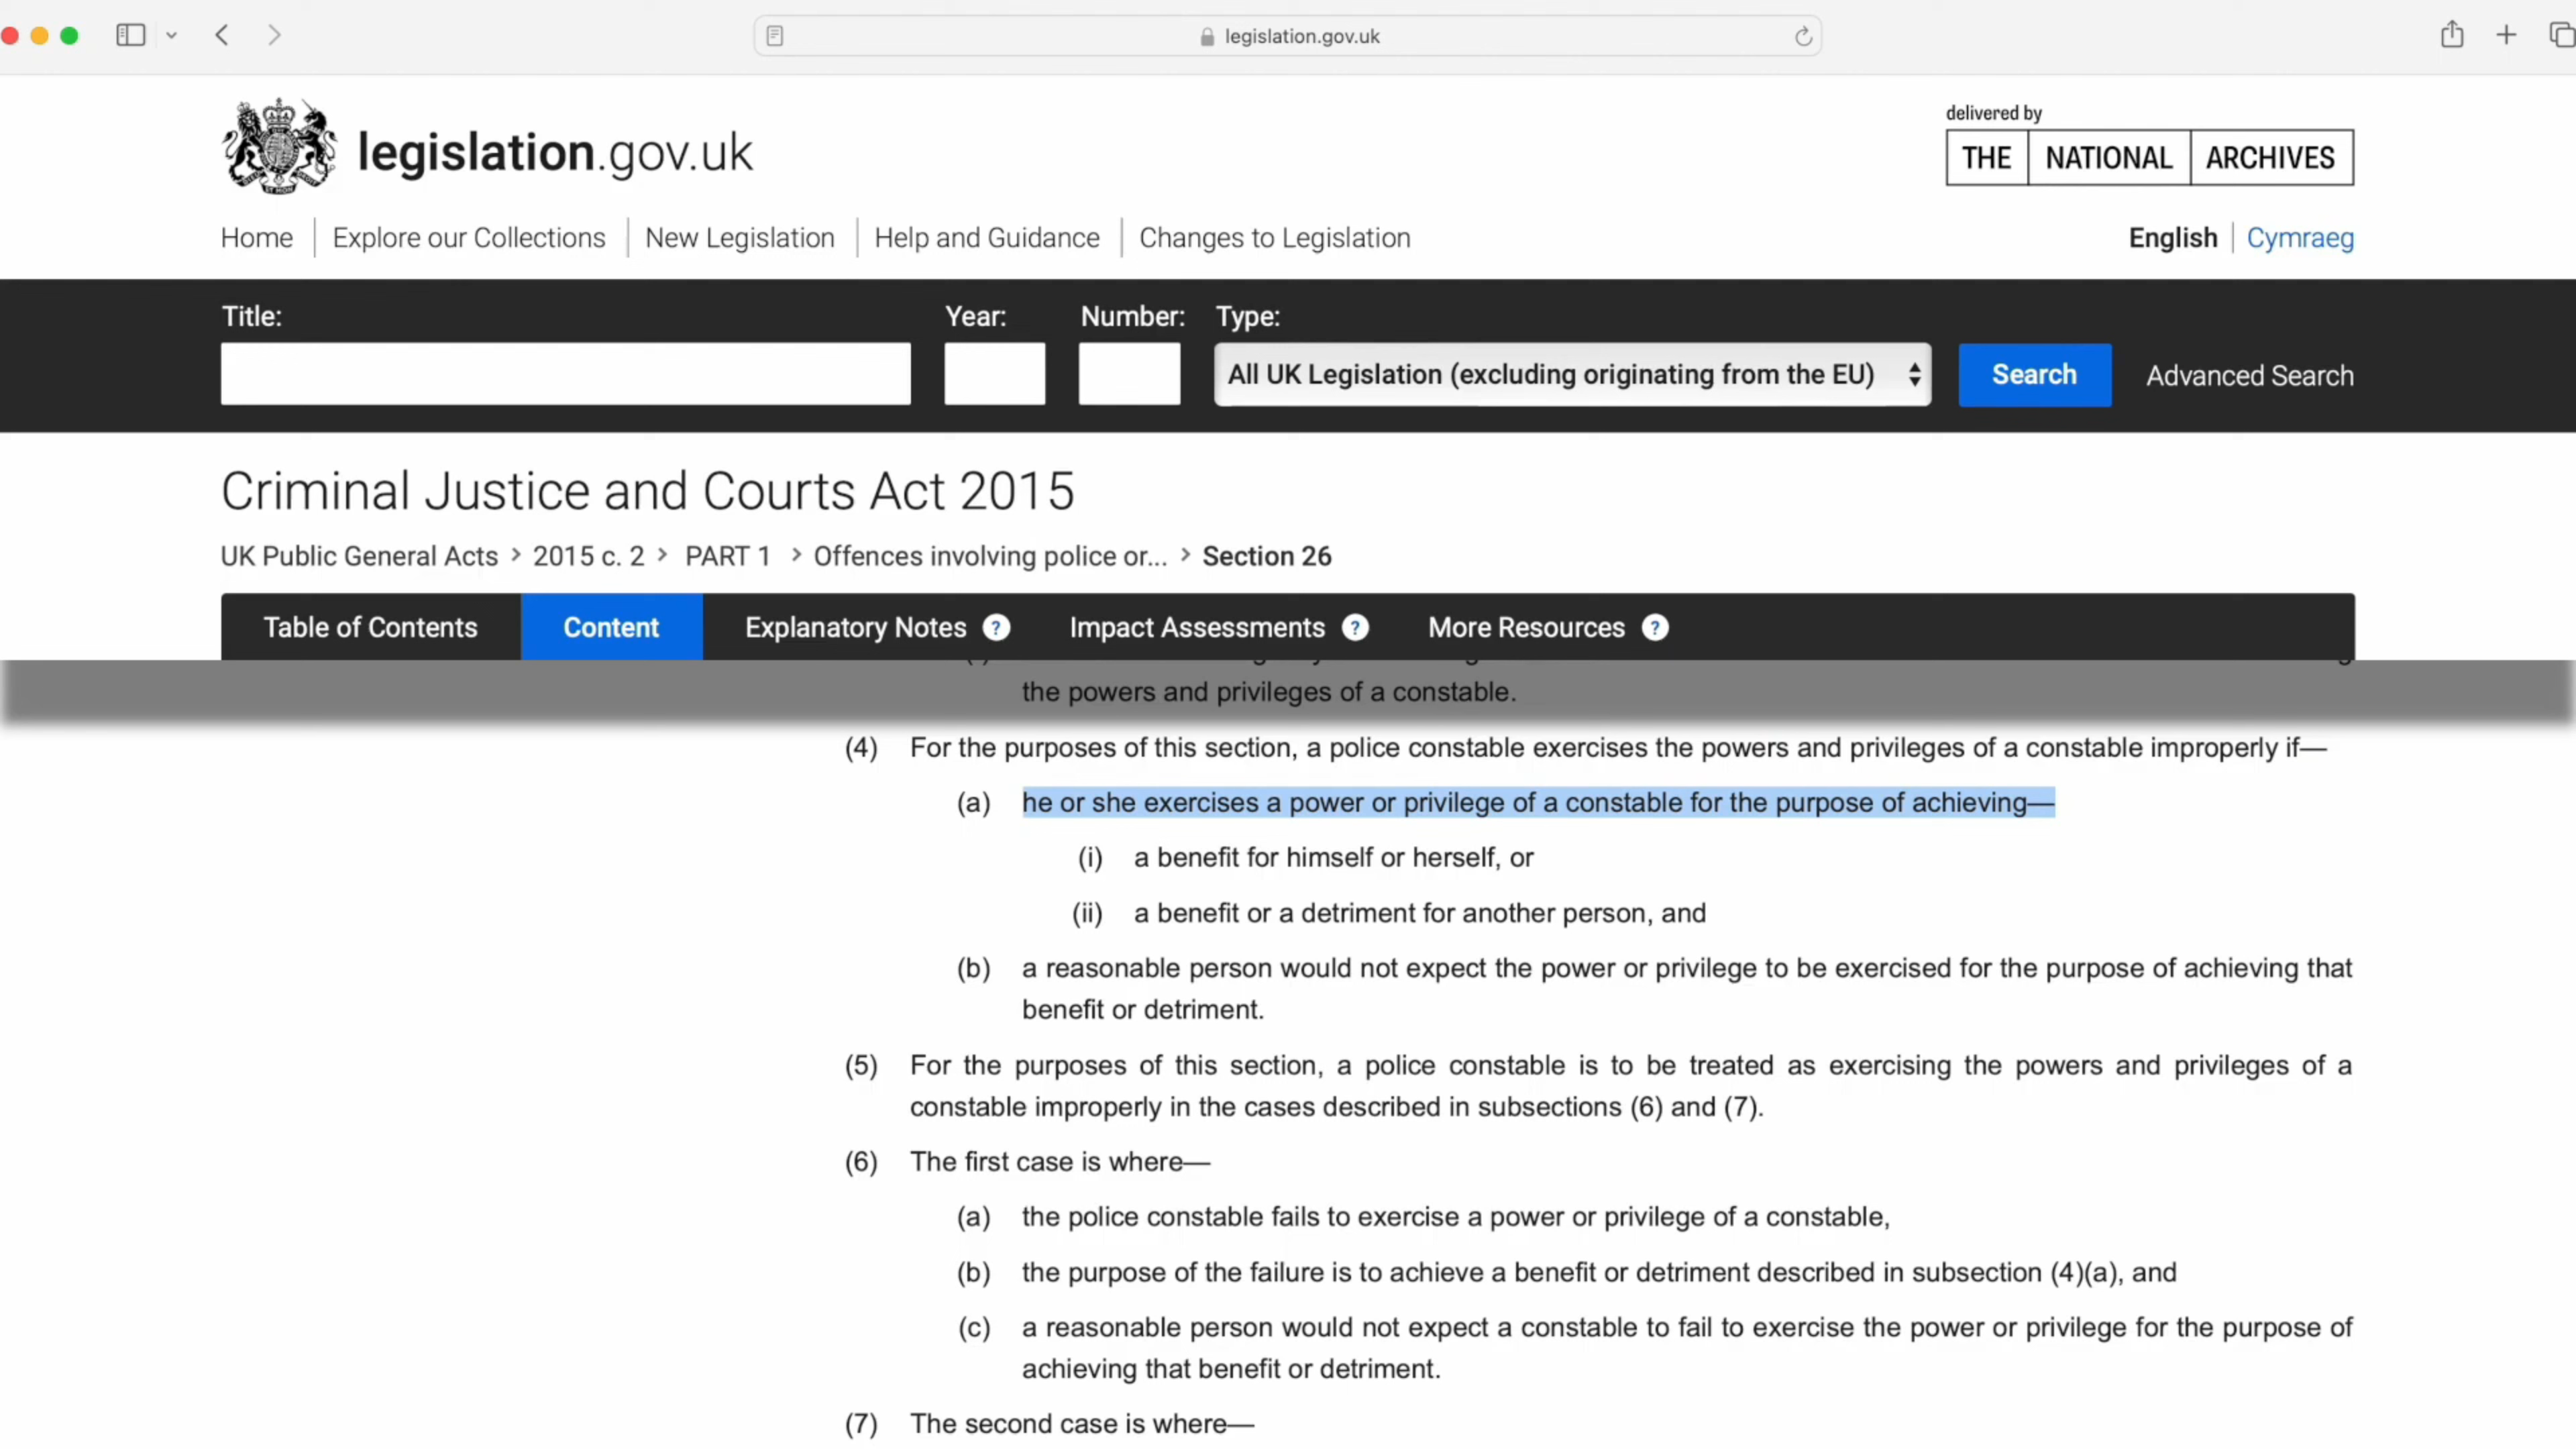 legislation.gov.uk
delivered by
THE NATIONAL ARCHIVES
legislation.gov.uk
Home Explore our Collections New Legislation Help and Guidance Changes to Legislation English Cymraeg
Title: Year: Number: Type:
All UK Legislation (excluding originating from the EU) Search Advanced Search
Criminal Justice and Courts Act 2015
UK Public General Acts > 2015 c. 2 > PART 1 > Offences involving police or... > Section 26
Table of Contents Content Explanatory Notes ? Impact Assessments ? More Resources ?
the powers and privileges of a constable.
(4) For the purposes of this section, a police constable exercises the powers and privileges of a constable improperly if—
(a) he or she exercises a power or privilege of a constable for the purpose of achieving—
(i) a benefit for himself or herself, or
(ii) a benefit or a detriment for another person, and
(b) a reasonable person would not expect the power or privilege to be exercised for the purpose of achieving that
benefit or detriment.
(5) For the purposes of this section, a police constable is to be treated as exercising the powers and privileges of a
constable improperly in the cases described in subsections (6) and (7).
(6) The first case is where—
(a) the police constable fails to exercise a power or privilege of a constable,
(b) the purpose of the failure is to achieve a benefit or detriment described in subsection (4)(a), and
(c) a reasonable person would not expect a constable to fail to exercise the power or privilege for the purpose of
achieving that benefit or detriment.
(7) The second case is where—